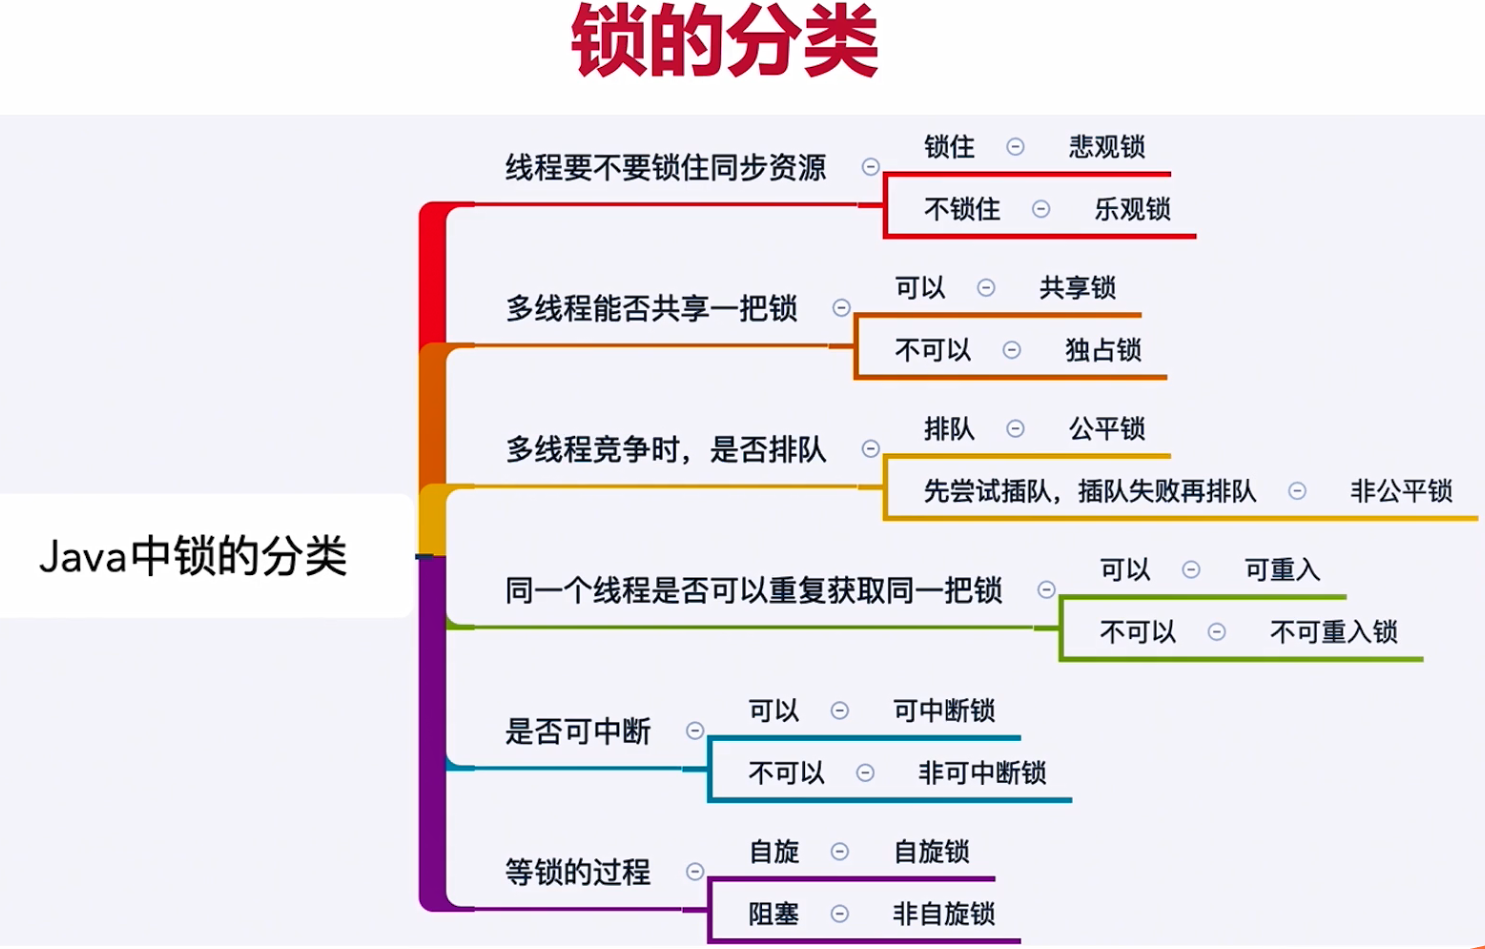 锁的分类
Java中锁的分类
线程要不要锁住同步资源
锁住 悲观锁
不锁住 乐观锁
多线程能否共享一把锁
可以 共享锁
不可以 独占锁
多线程竞争时，是否排队
排队 公平锁
先尝试插队，插队失败再排队 非公平锁
同一个线程是否可以重复获取同一把锁
可以 可重入
不可以 不可重入锁
是否可中断
可以 可中断锁
不可以 非可中断锁
等锁的过程
自旋 自旋锁
阻塞 非自旋锁